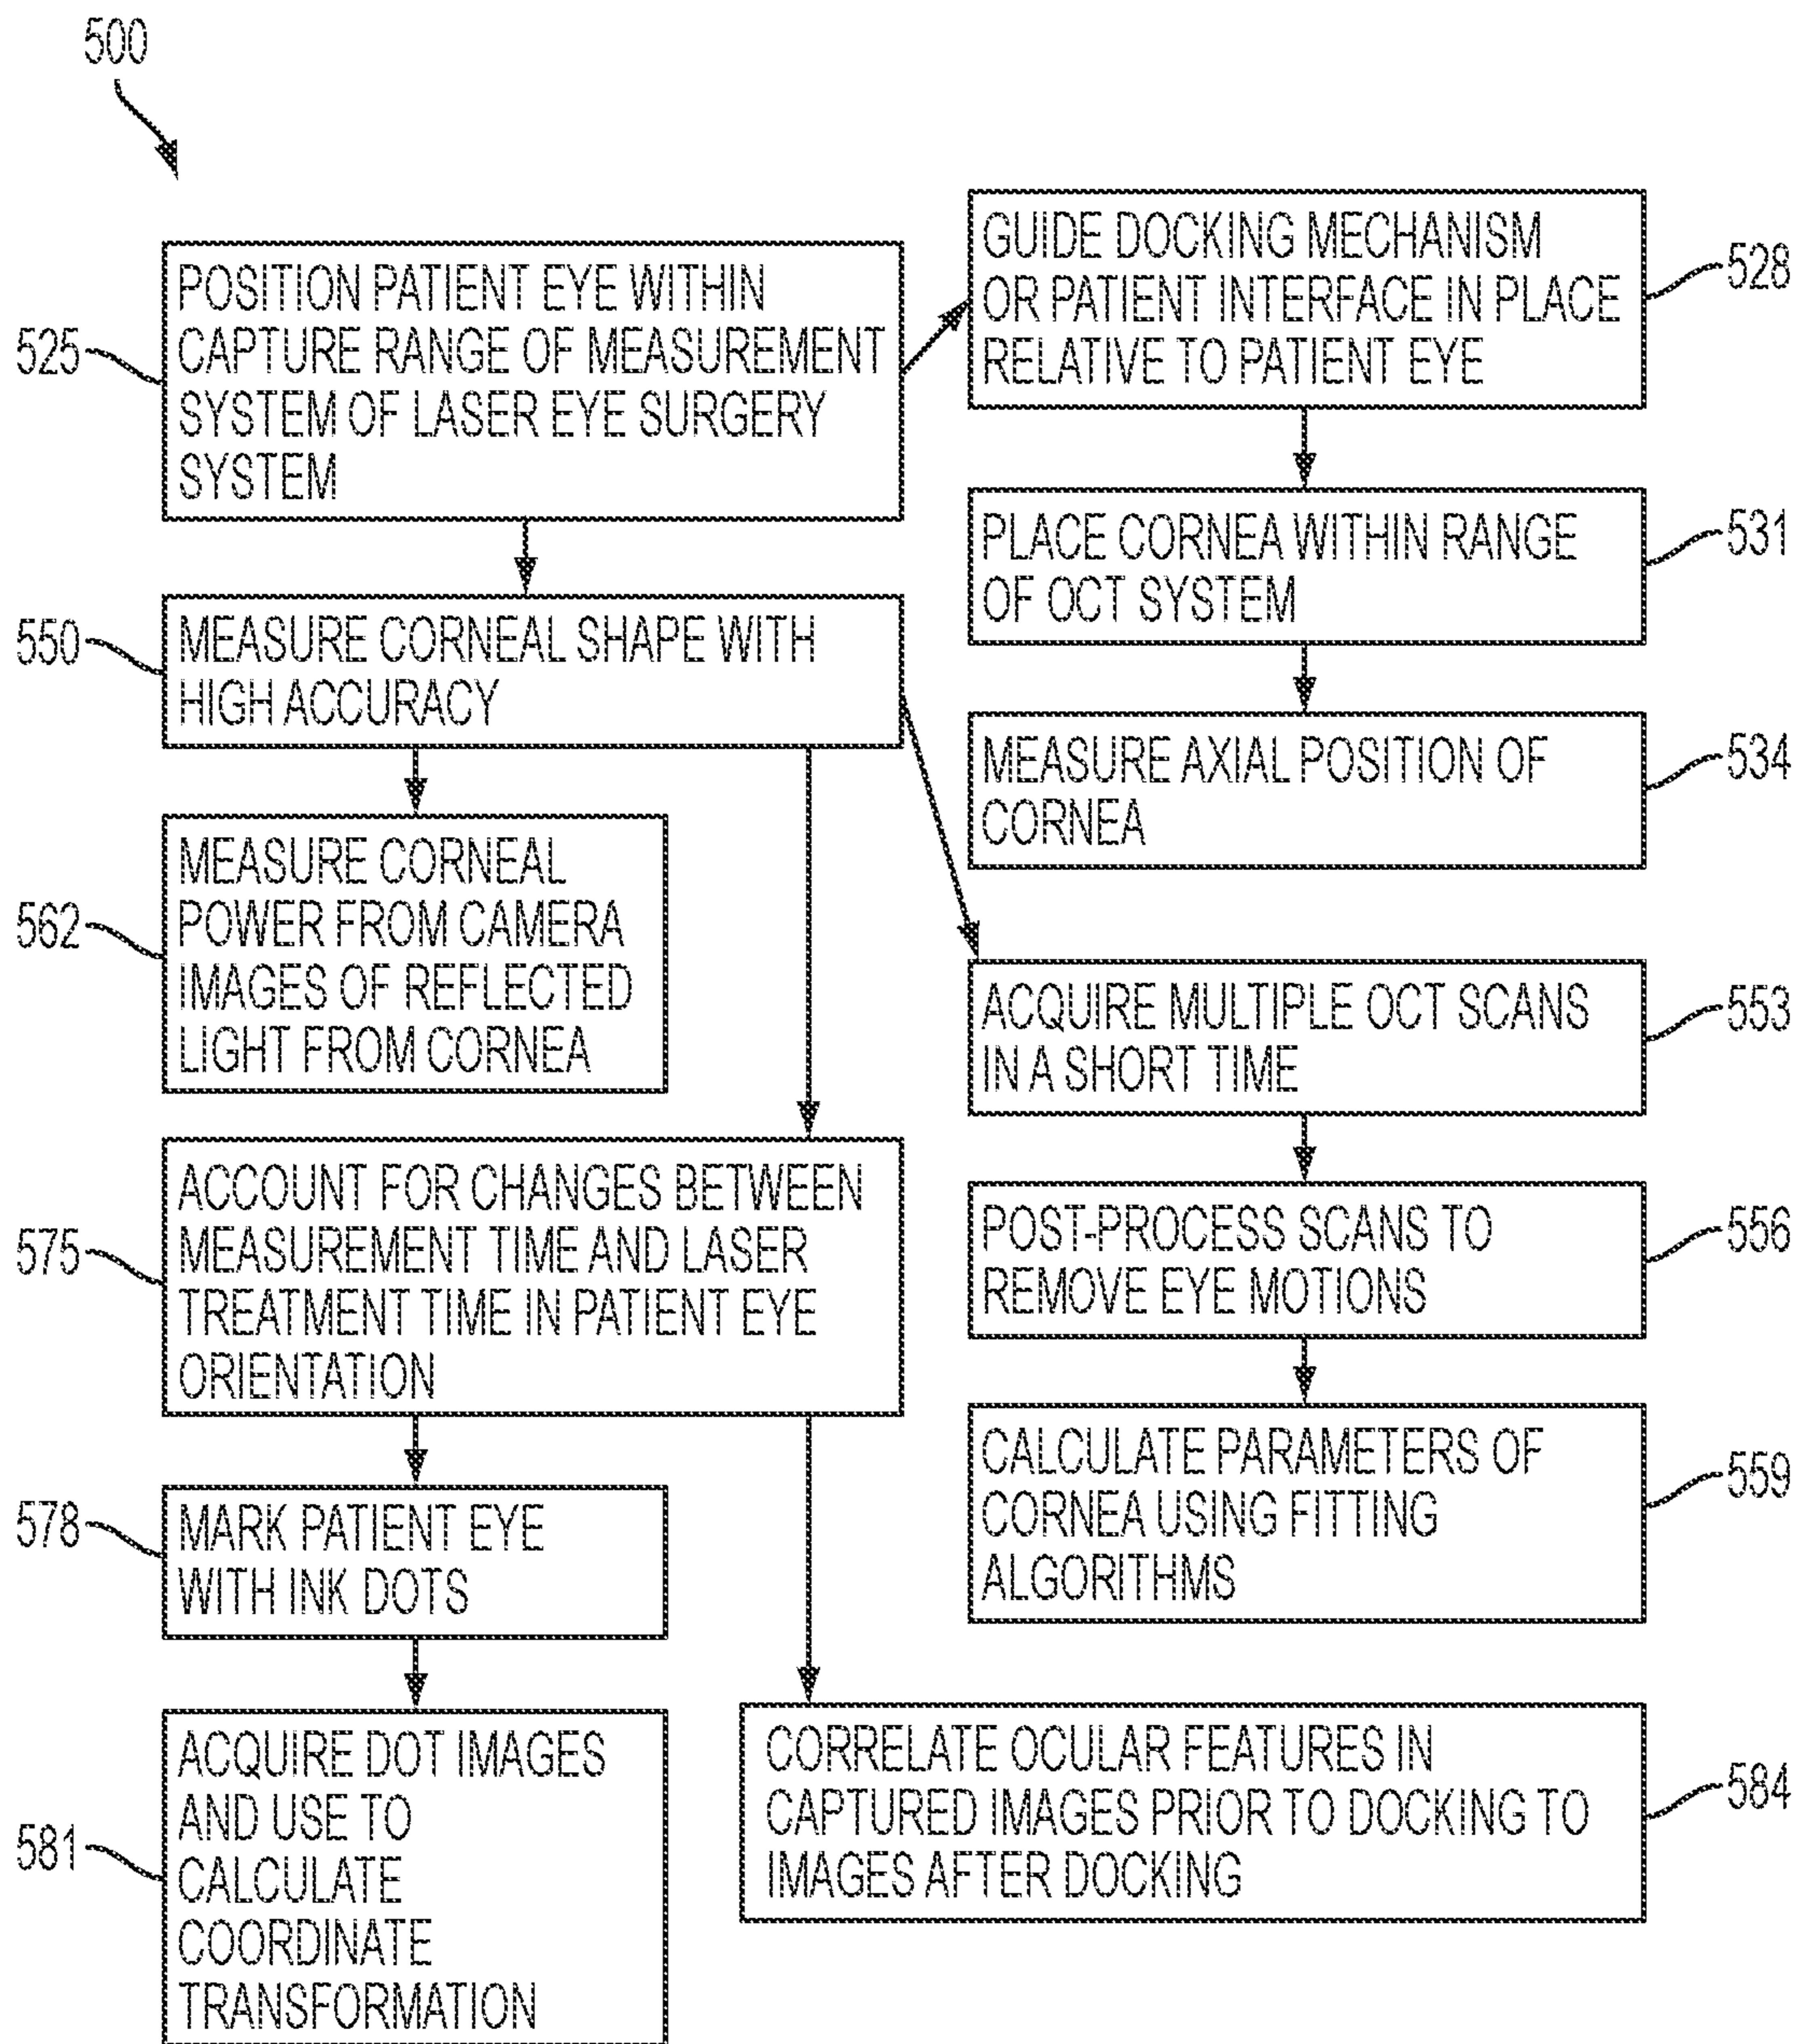 500
525
POSITION PATIENT EYE WITHIN
CAPTURE RANGE OF MEASUREMENT
SYSTEM OF LASER EYE SURGERY
SYSTEM
528
GUIDE DOCKING MECHANISM
OR PATIENT INTERFACE IN PLACE
RELATIVE TO PATIENT EYE
531
PLACE CORNEA WITHIN RANGE
OF OCT SYSTEM
534
MEASURE AXIAL POSITION OF
CORNEA
550
MEASURE CORNEAL SHAPE WITH
HIGH ACCURACY
553
ACQUIRE MULTIPLE OCT SCANS
IN A SHORT TIME
556
POST-PROCESS SCANS TO
REMOVE EYE MOTIONS
559
CALCULATE PARAMETERS OF
CORNEA USING FITTING
ALGORITHMS
562
MEASURE CORNEAL
POWER FROM CAMERA
IMAGES OF REFLECTED
LIGHT FROM CORNEA
575
ACCOUNT FOR CHANGES BETWEEN
MEASUREMENT TIME AND LASER
TREATMENT TIME IN PATIENT EYE
ORIENTATION
578
MARK PATIENT EYE
WITH INK DOTS
581
ACQUIRE DOT IMAGES
AND USE TO
CALCULATE
COORDINATE
TRANSFORMATION
584
CORRELATE OCULAR FEATURES IN
CAPTURED IMAGES PRIOR TO DOCKING TO
IMAGES AFTER DOCKING